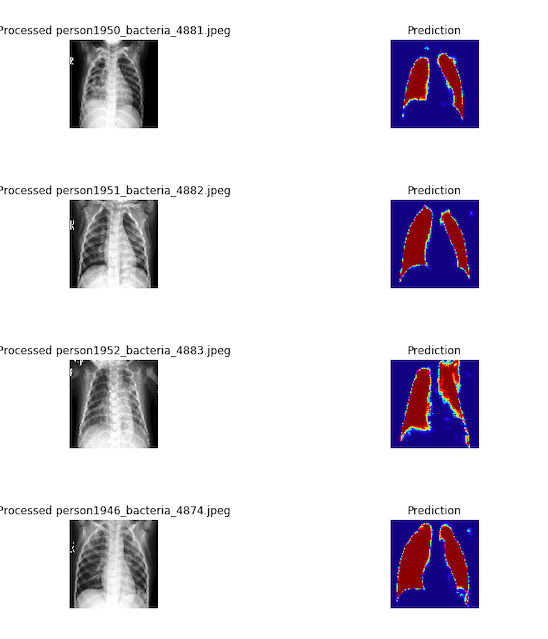 Processed person1950_bacteria_4881.jpeg
Prediction
Processed person1951_bacteria_4882.jpeg
Prediction
Processed person1952_bacteria_4883.jpeg
Prediction
Processed person1946_bacteria_4874.jpeg
Prediction